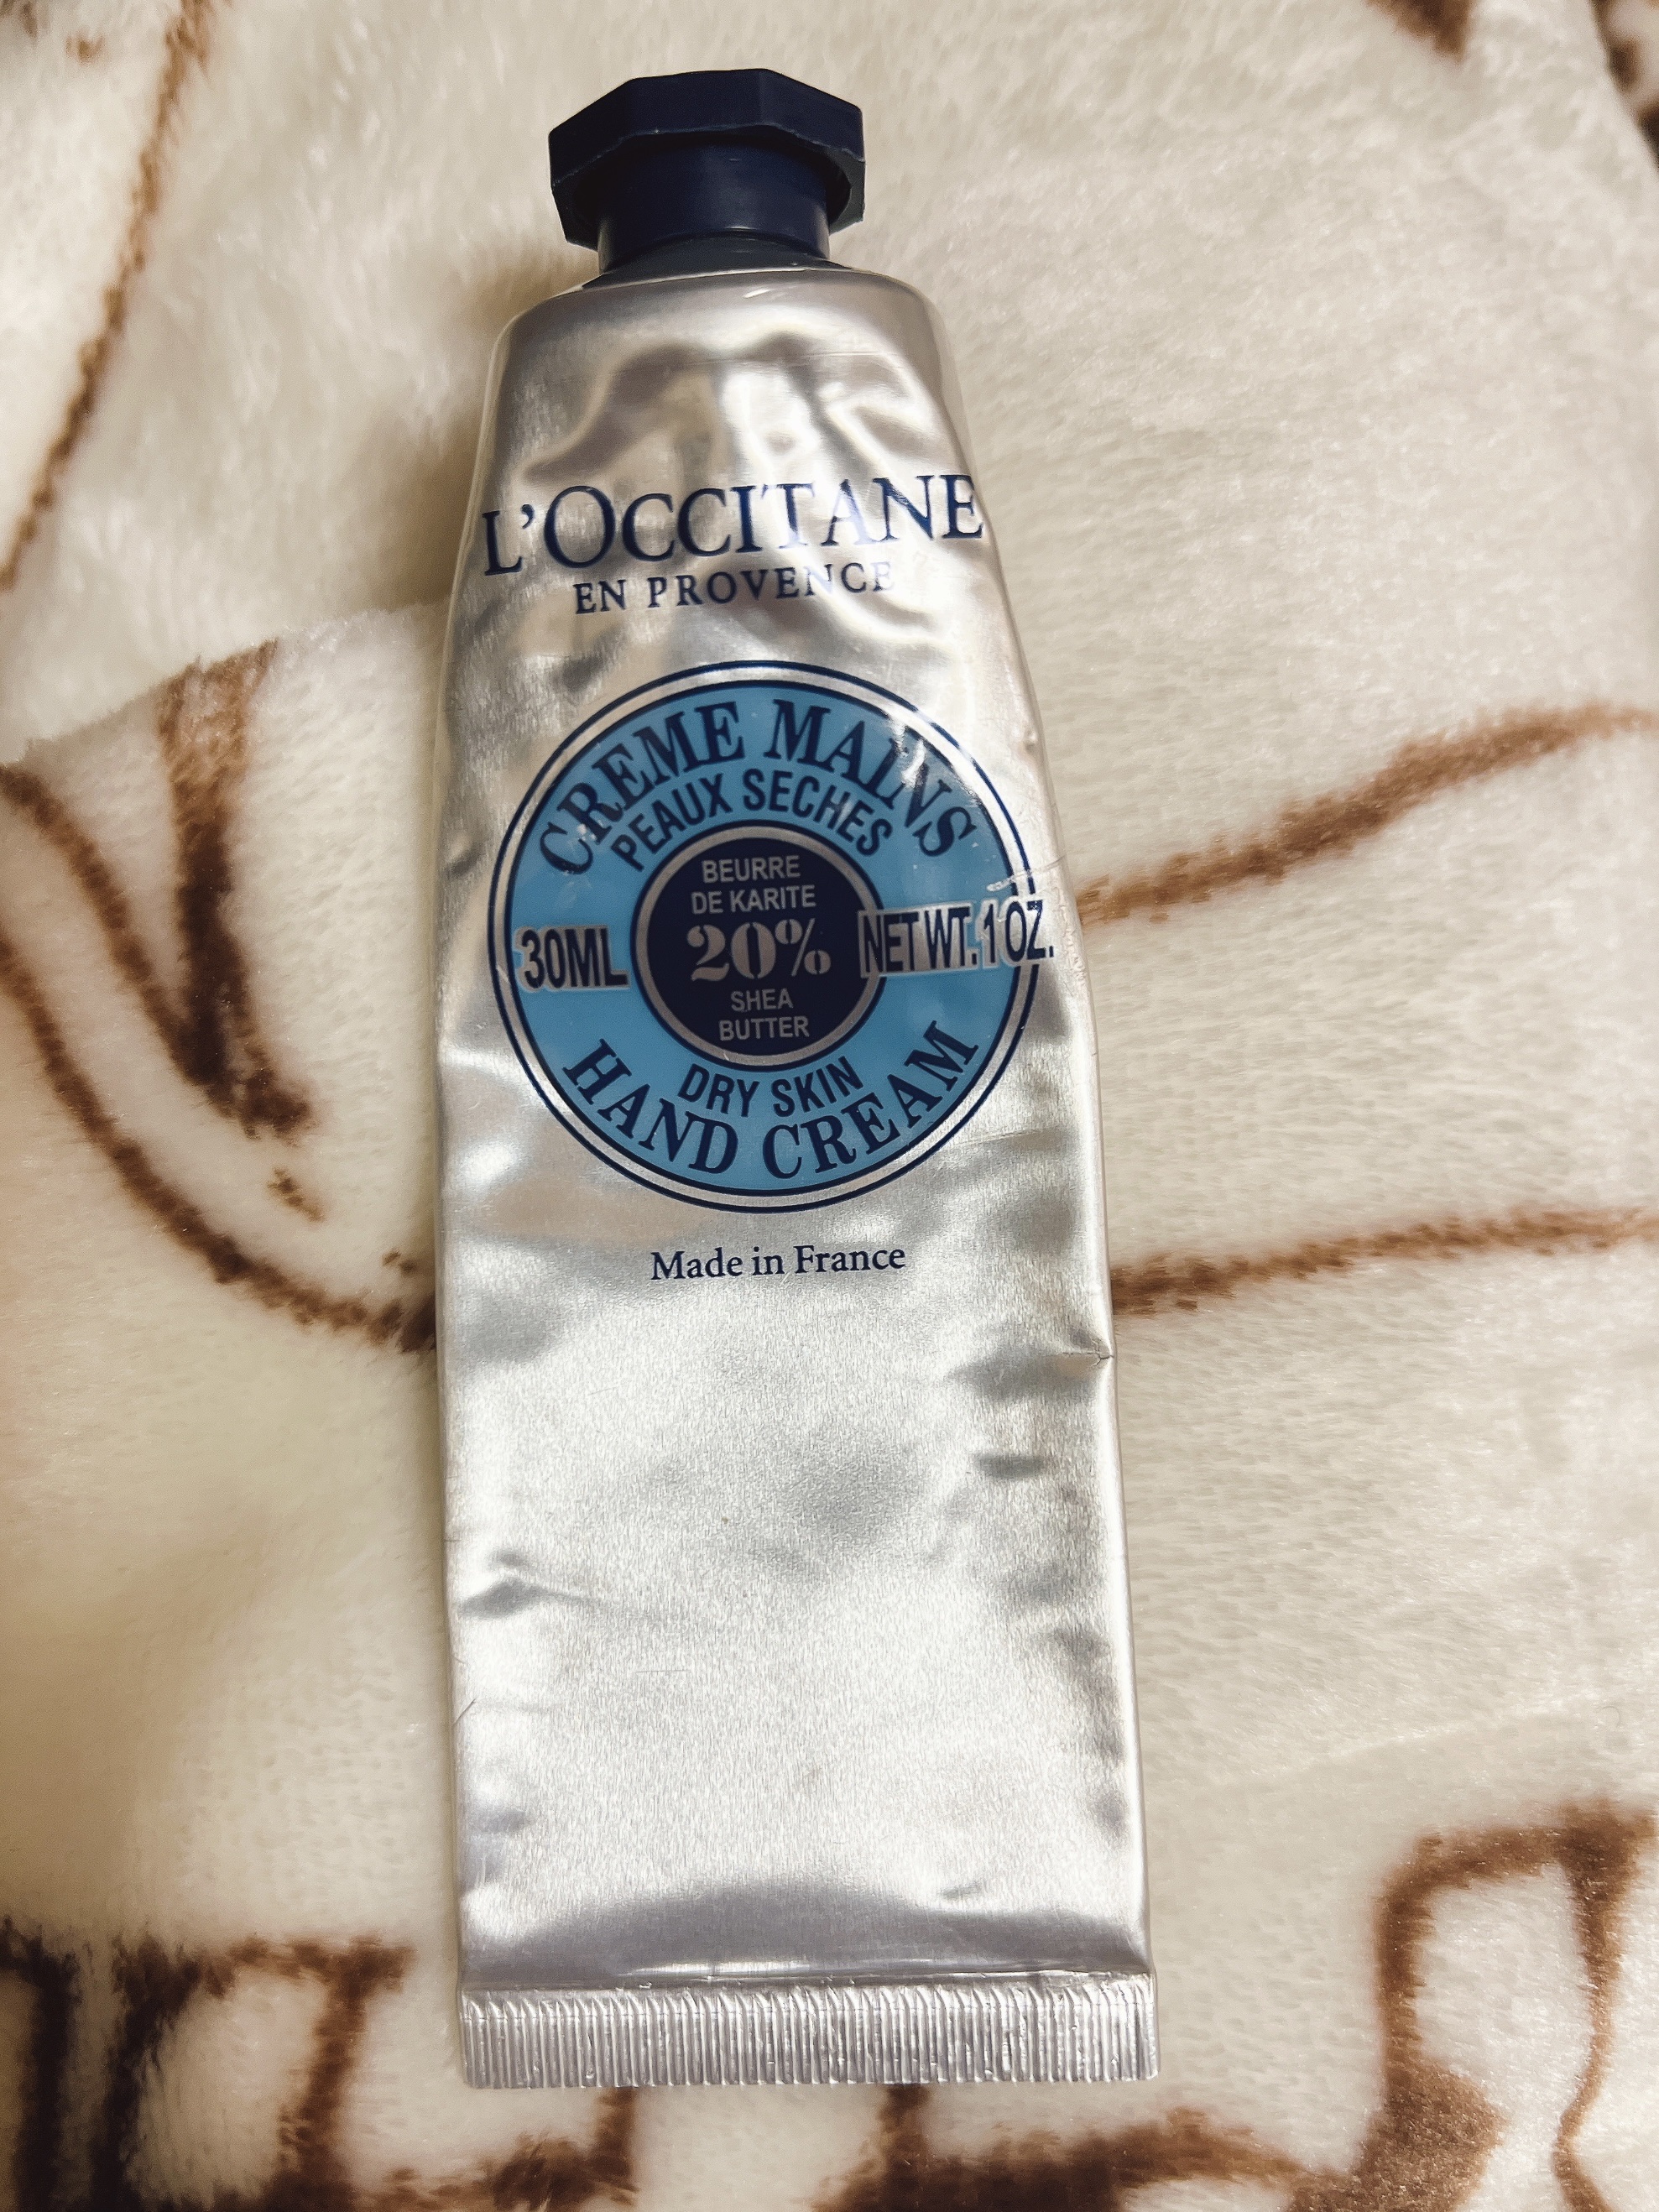 L'OCCITANE
EN PROVENCE
CREME MAINS
PEAUX SECHES
BEURRE
DE KARITE
30ML
20%
NET WT. 1 OZ.
SHEA
BUTTER
DRY SKIN
HAND CREAM
Made in France